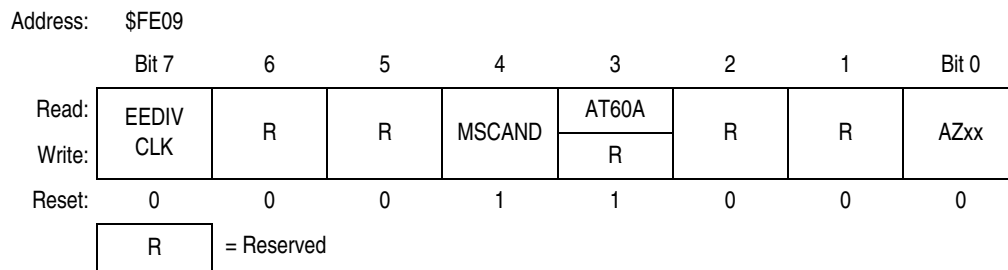 Address: $FE09
Bit 7 6 5 4 3 2 1 Bit 0
Read: EEDIV CLK R R MSCAND AT60A R R AZxx
Write: R
Reset: 0 0 0 1 1 0 0 0
R = Reserved